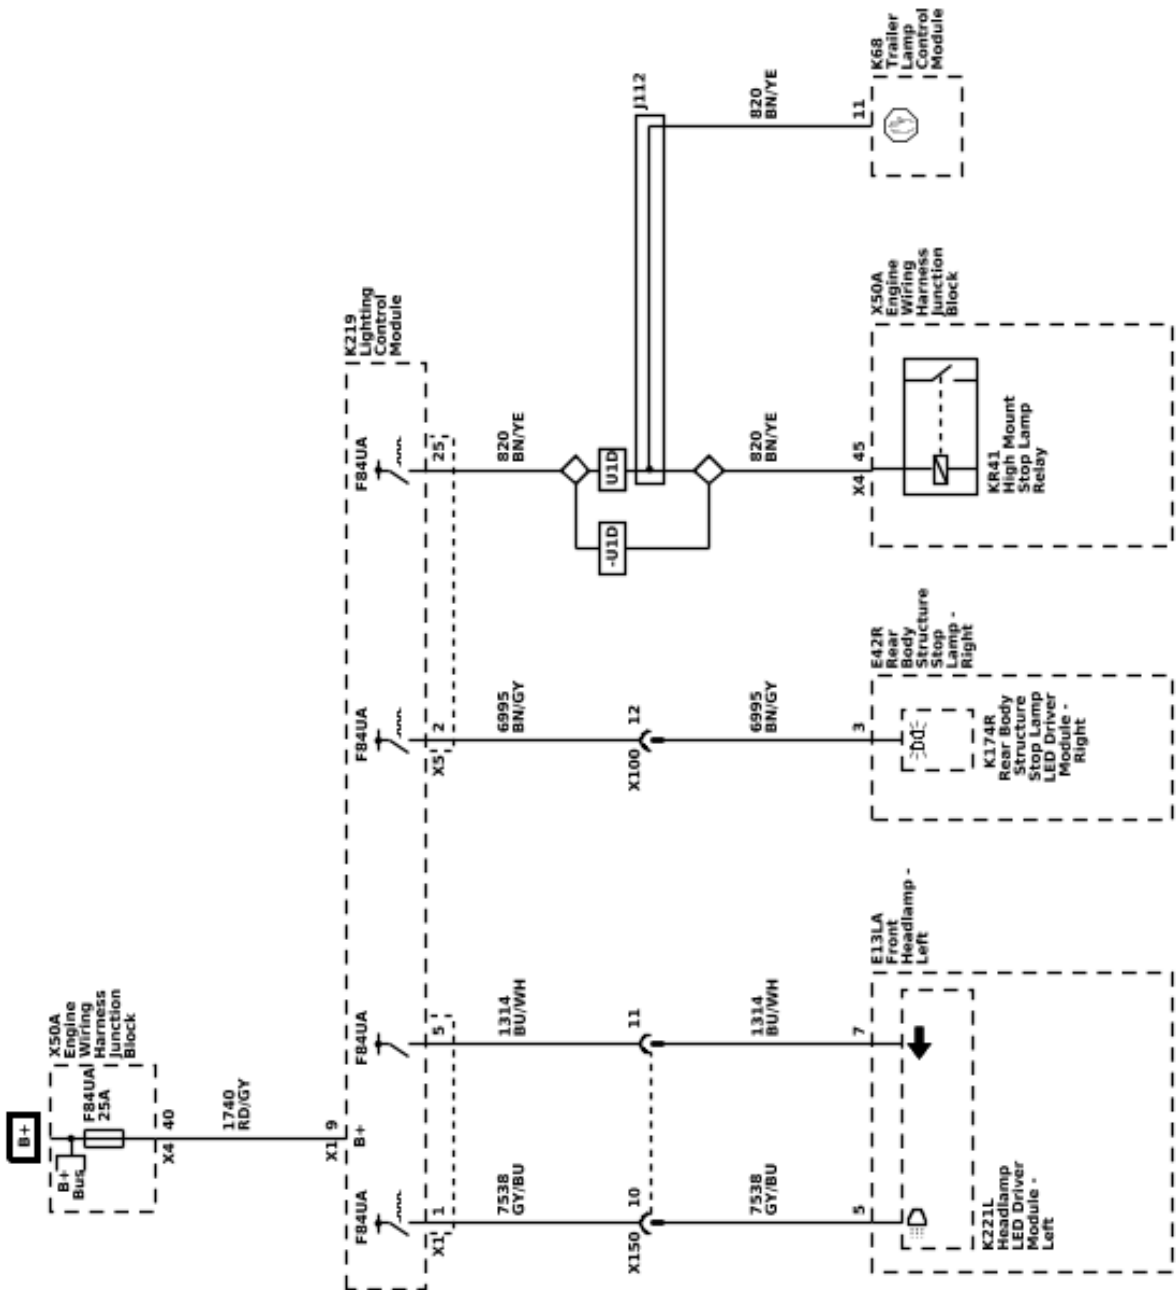 B+
X50A
Engine
Wiring
Harness
Junction
Block
B+
Bus
F84UA
25A
X4 40
1740
RD/GY
X1 9
B+
K219
Lighting
Control
Module
F84UA
F84UA
F84UA
F84UA
X1 1
5
X5 2
25
7538
GY/BU
1314
BU/WH
6995
BN/GY
820
BN/YE
X150 10
11
X100 12
-U1D
U1D
J112
7538
GY/BU
1314
BU/WH
6995
BN/GY
820
BN/YE
820
BN/YE
5
7
3
X4 45
11
E13LA
Front
Headlamp -
Left
K221L
Headlamp
LED Driver
Module -
Left
E42R
Rear
Body
Structure
Stop
Lamp -
Right
K174R
Rear Body
Structure
Stop Lamp
LED Driver
Module -
Right
X50A
Engine
Wiring
Harness
Junction
Block
KR41
High Mount
Stop Lamp
Relay
K68
Trailer
Lamp
Control
Module